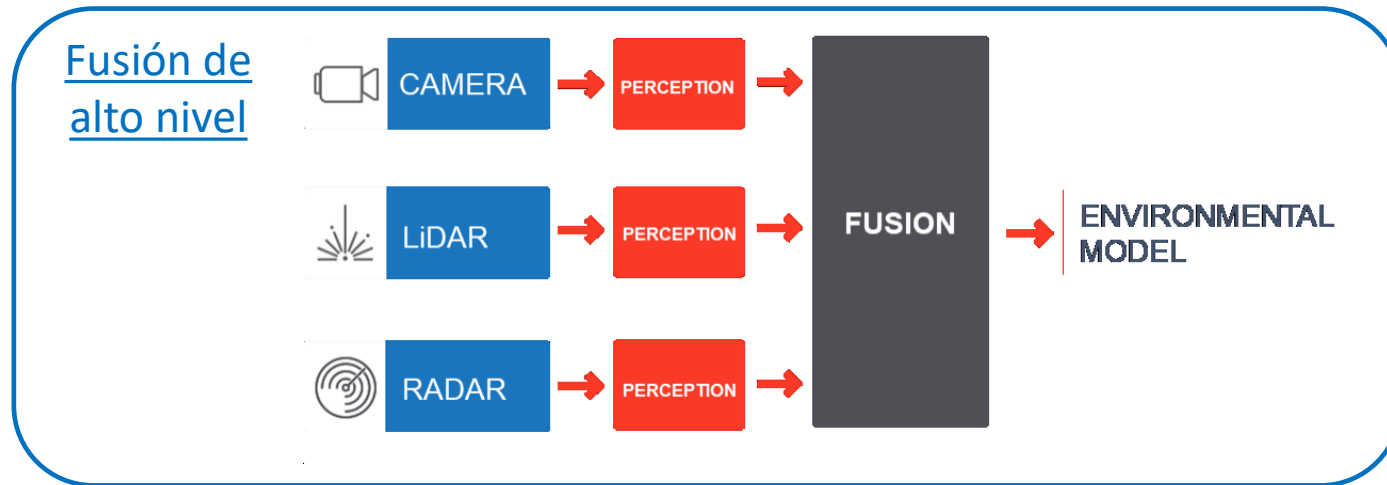 Fusión de
alto nivel
CAMERA
PERCEPTION
LiDAR
PERCEPTION
RADAR
PERCEPTION
FUSION
ENVIRONMENTAL
MODEL